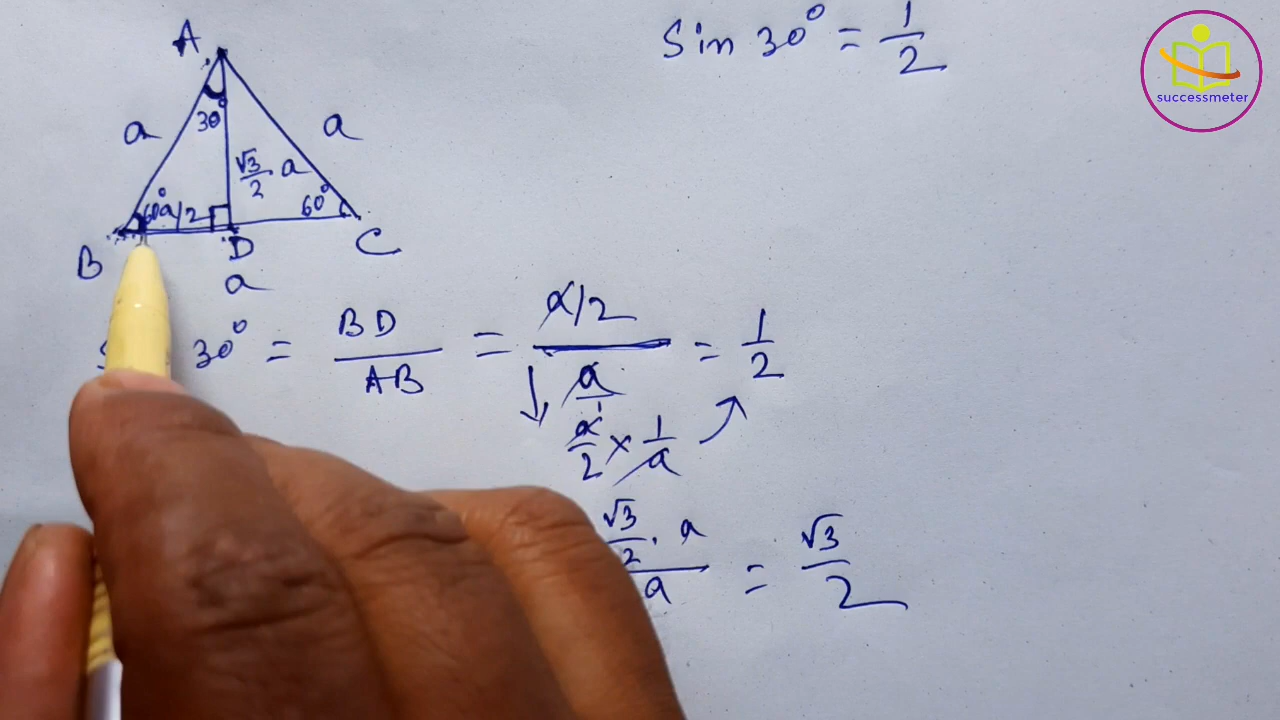 Sin 30° = 1/2
successmeter
A
a
a
30°
√3/2 · a
60°
a/2
60°
B
D
C
a
30° = BD/AB = a/2 / a = 1/2
1
a/2 × 1/a
√3/2 · a / a = √3/2